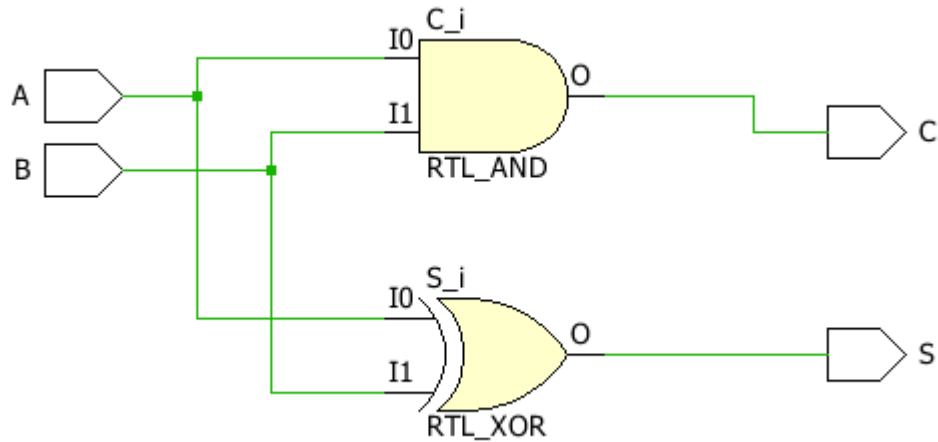 C_i
I0
O
A
I1
C
B
RTL_AND
S_i
I0
O
S
I1
RTL_XOR